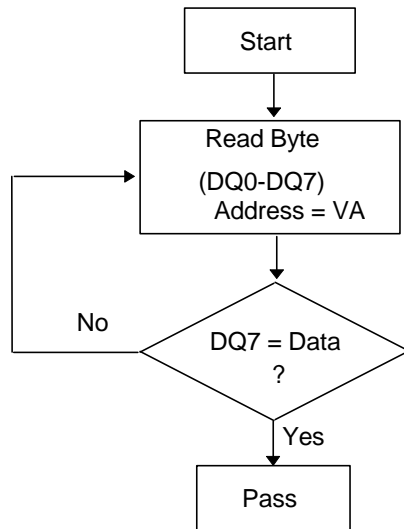 Start
Read Byte
(DQ0-DQ7)
Address = VA
No
DQ7 = Data
?
Yes
Pass